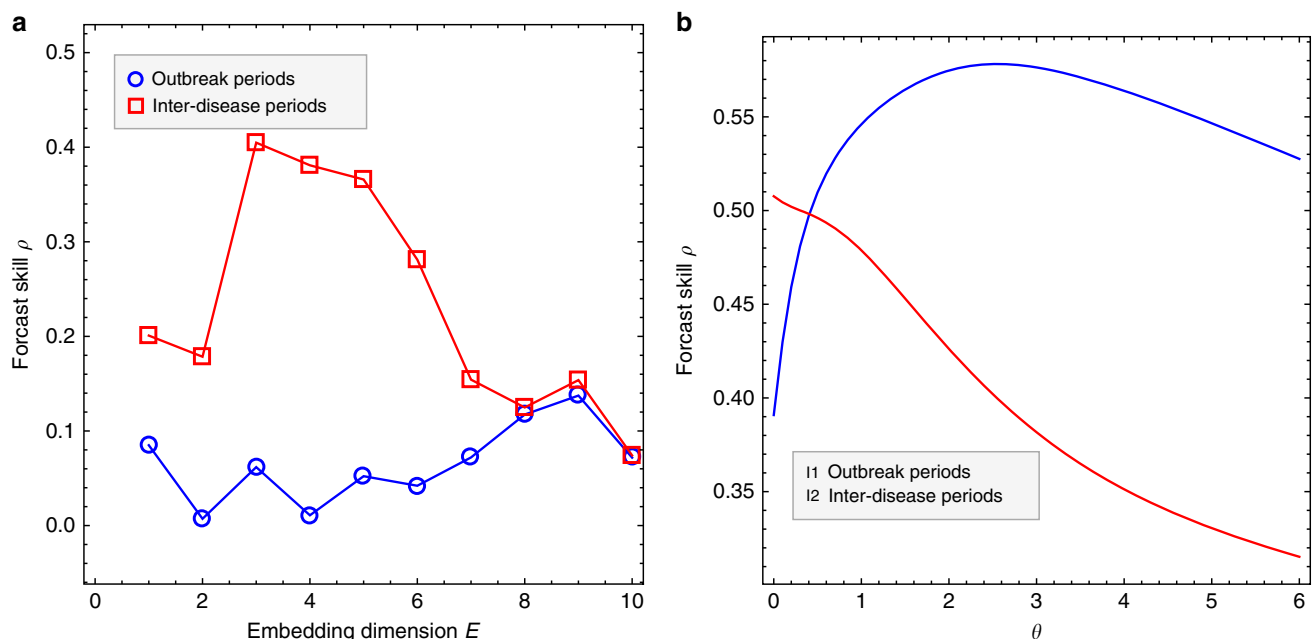 a
0.5
0.4
0.3
0.2
0.1
0.0
Forcast skill ρ
Outbreak periods
Inter-disease periods
0 2 4 6 8 10
Embedding dimension E
b
0.55
0.50
0.45
0.40
0.35
Forcast skill ρ
I1 Outbreak periods
I2 Inter-disease periods
0 1 2 3 4 5 6
θ